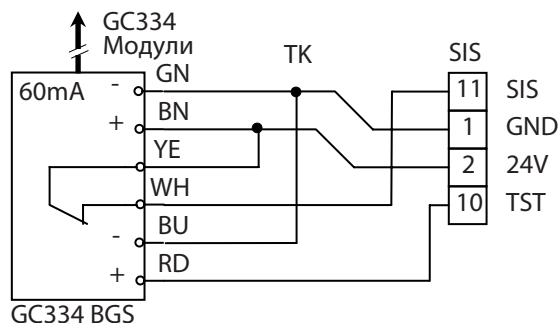 GC334
Модули
TK
SIS
60mA
-
GN
11
SIS
+
BN
1
GND
YE
2
24V
WH
10
TST
-
BU
+
RD
GC334 BGS